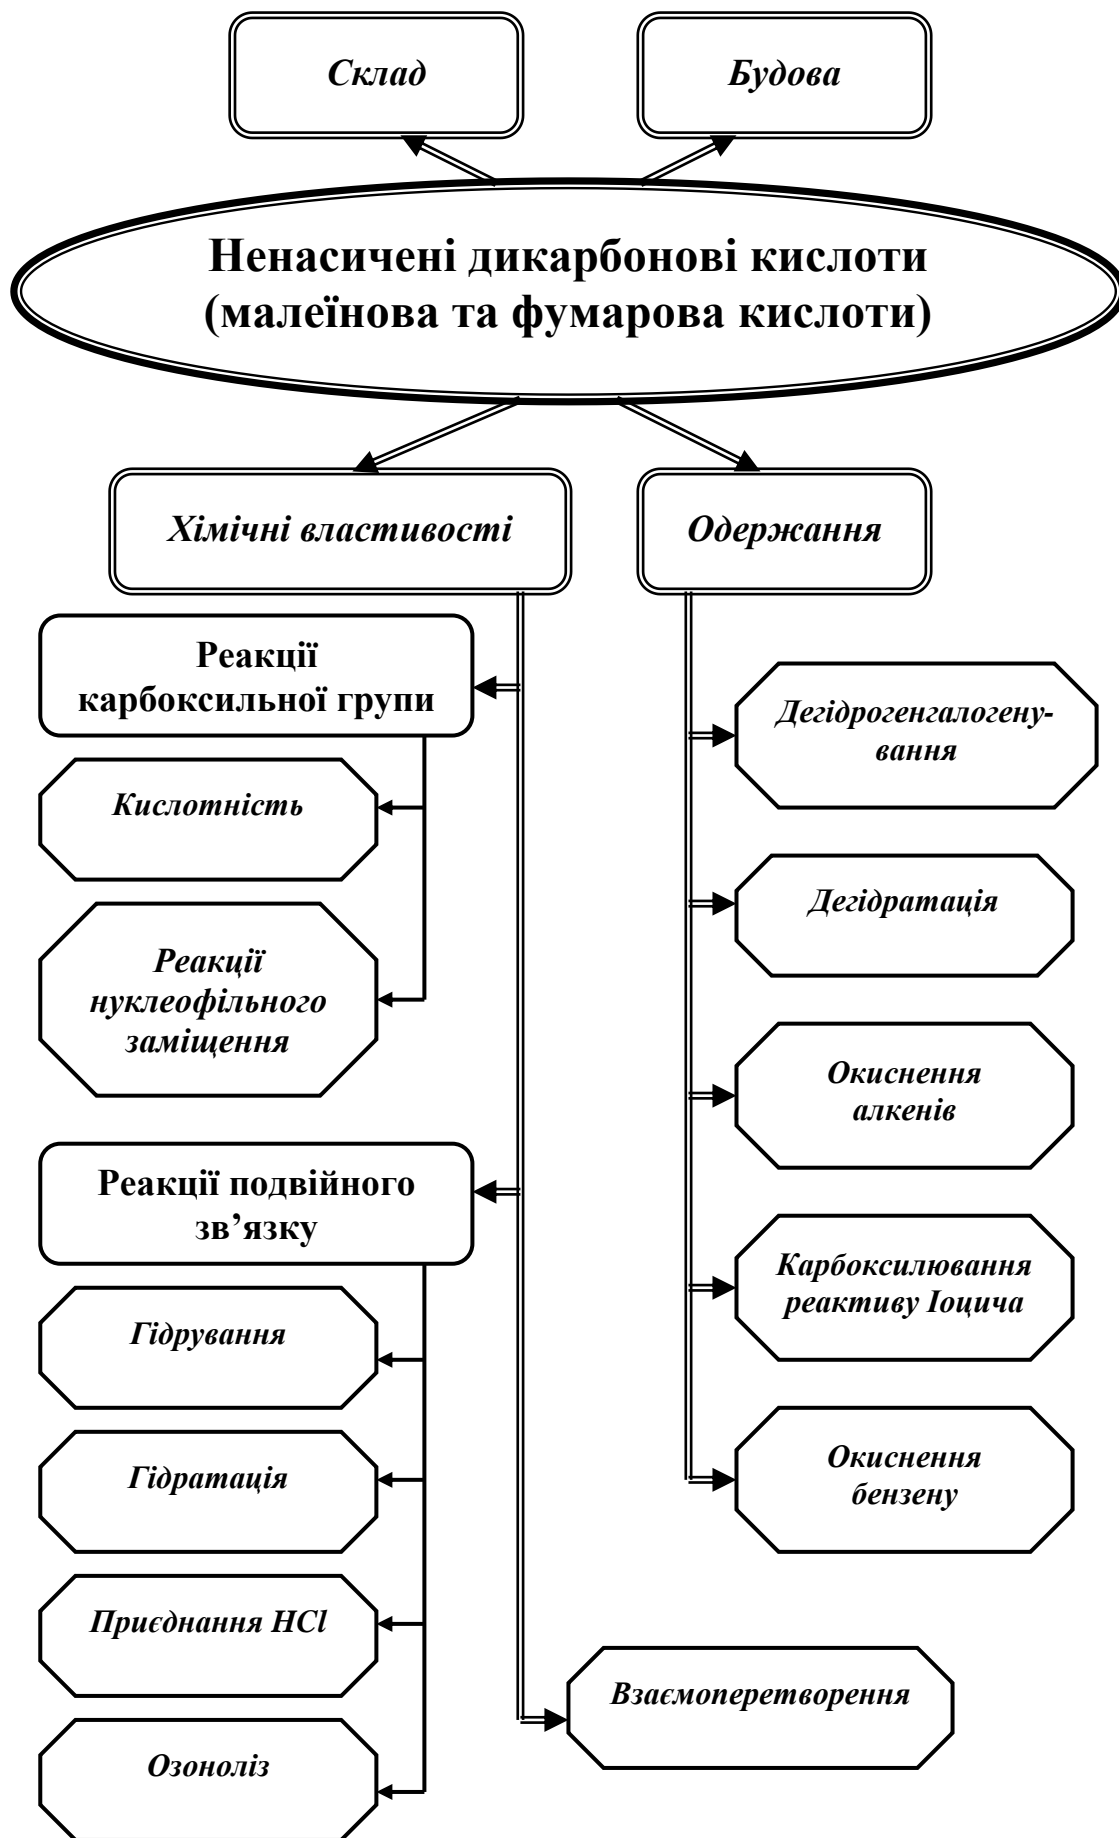 Склад
Будова
Ненасичені дикарбонові кислоти
(малеїнова та фумарова кислоти)
Хімічні властивості
Одержання
Реакції
карбоксильної групи
Кислотність
Реакції
нуклеофільного
заміщення
Реакції подвійного
зв’язку
Гідрування
Гідратація
Приєднання HCl
Озоноліз
Дегідрогенгалогену-
вання
Дегідратація
Окиснення
алкенів
Карбоксилювання
реактиву Іоцича
Окиснення
бензену
Взаємоперетворення